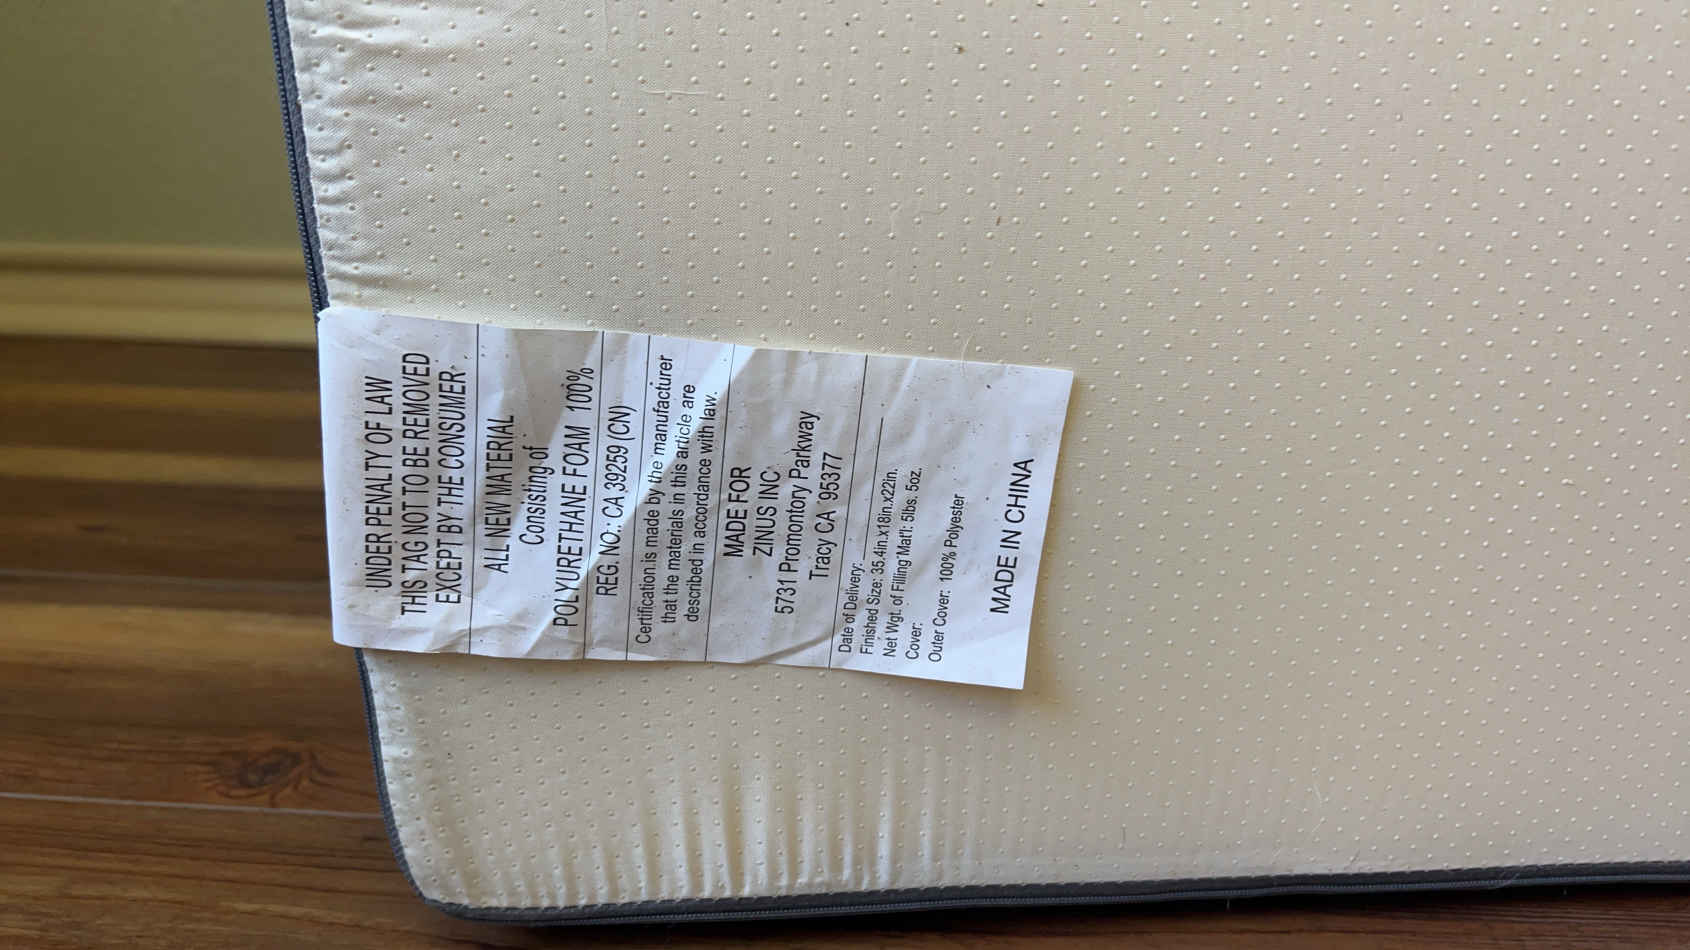 UNDER PENALTY OF LAW
THIS TAG NOT TO BE REMOVED
EXCEPT BY THE CONSUMER
ALL NEW MATERIAL
Consisting of
POLYURETHANE FOAM 100%
REG. NO.: CA 39259 (CN)
Certification is made by the manufacturer
that the materials in this article are
described in accordance with law.
MADE FOR
ZINUS INC
5731 Promontory Parkway
Tracy CA 95377
Date of Delivery:
Finished Size: 35.4in.x18in.x22in.
Net Wgt. of Filling Mat'l: 5lbs. 5oz.
Cover:
Outer Cover: 100% Polyester
MADE IN CHINA